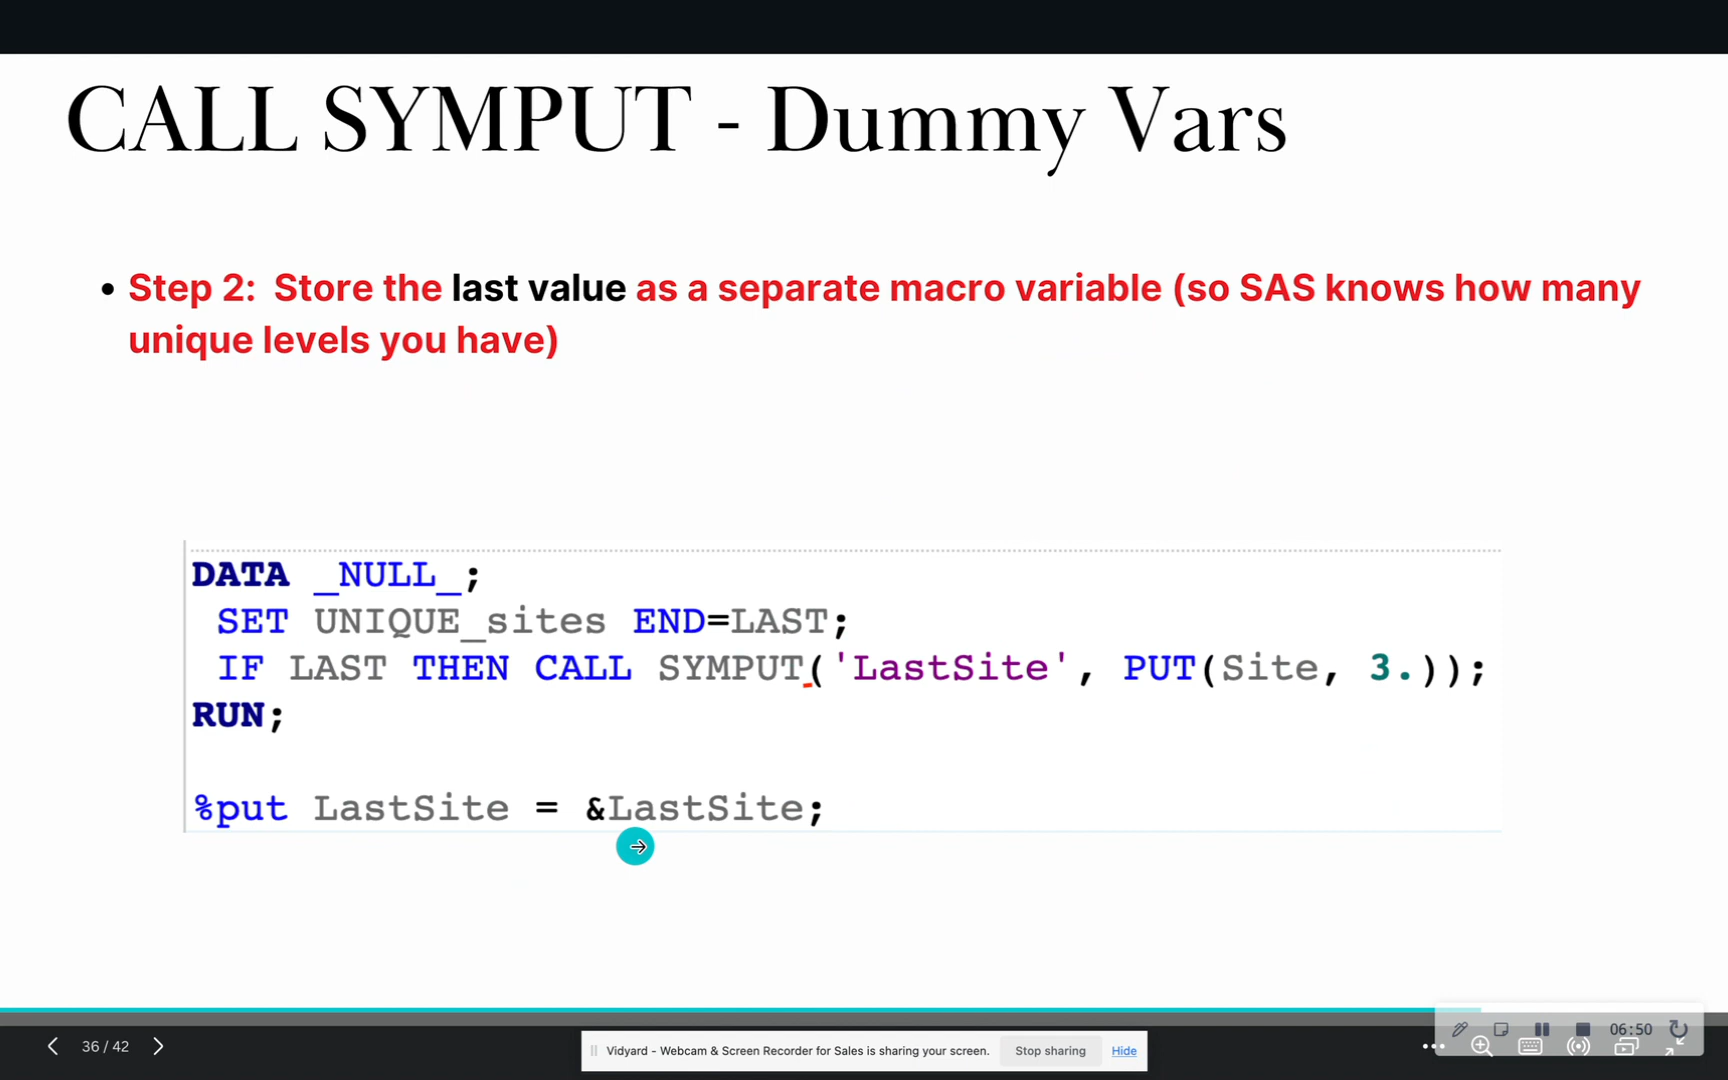 CALL SYMPUT - Dummy Vars
• Step 2: Store the last value as a separate macro variable (so SAS knows how many
unique levels you have)
DATA _NULL_;
SET UNIQUE_sites END=LAST;
IF LAST THEN CALL SYMPUT('LastSite', PUT(Site, 3.));
RUN;
%put LastSite = &LastSite;
36 / 42
Vidyard - Webcam & Screen Recorder for Sales is sharing your screen.
Stop sharing
Hide
06:50